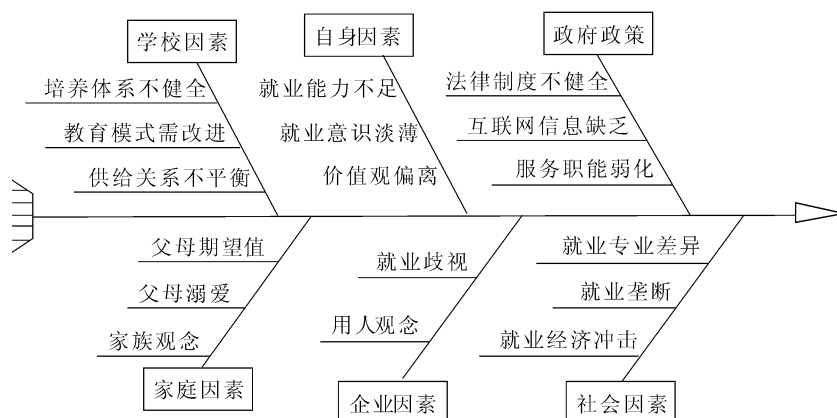 学校因素
培养体系不健全
教育模式需改进
供给关系不平衡
自身因素
就业能力不足
就业意识淡薄
价值观偏离
政府政策
法律制度不健全
互联网信息缺乏
服务职能弱化
父母期望值
父母溺爱
家族观念
家庭因素
就业歧视
用人观念
企业因素
就业专业差异
就业垄断
就业经济冲击
社会因素